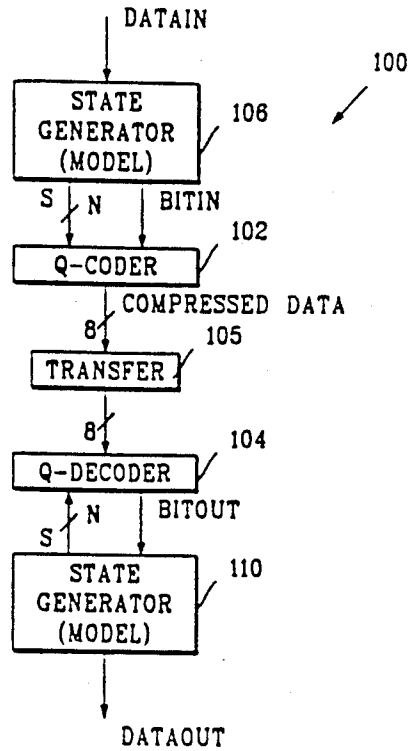 DATAIN
100
STATE
GENERATOR
(MODEL)
106
S N BITIN
Q-CODER
102
COMPRESSED DATA
8
105
TRANSFER
8
104
Q-DECODER
S N BITOUT
STATE
GENERATOR
(MODEL)
110
DATAOUT